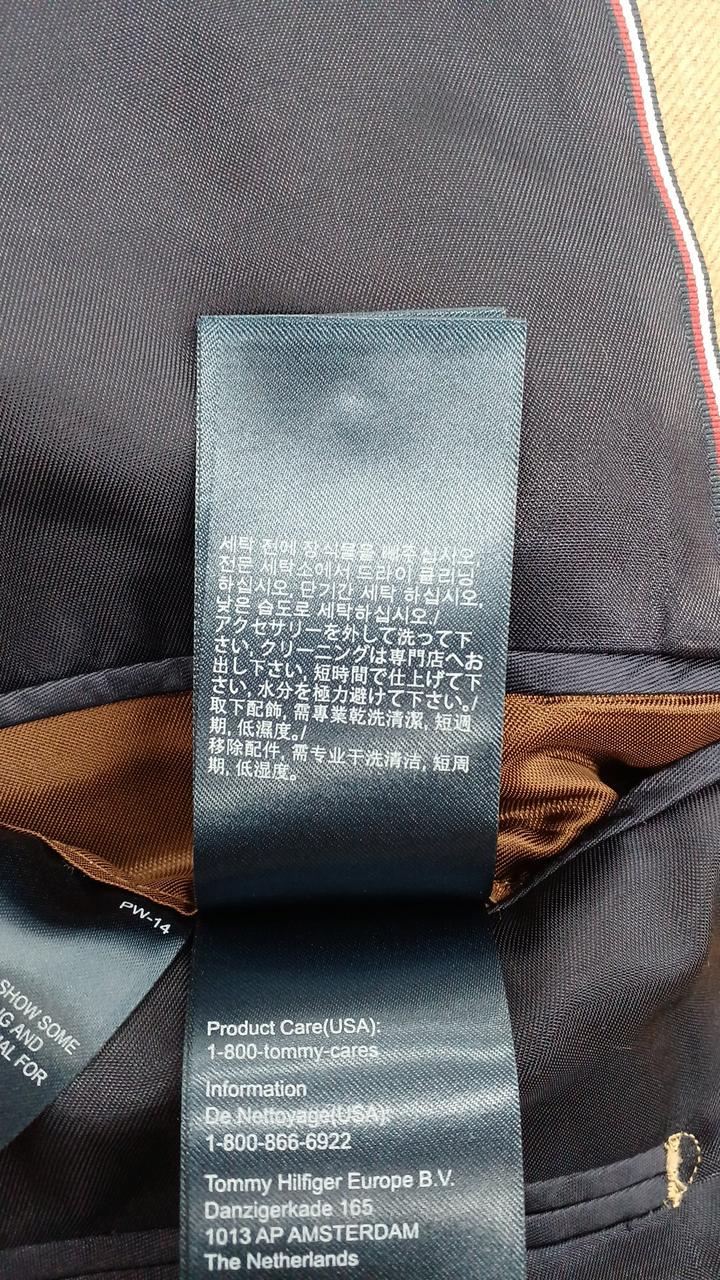 세탁 전에 장식물을 빼주십시오,
전문 세탁소에서 드라이 클리닝
하십시오, 단기간 세탁 하십시오,
낮은 습도로 세탁하십시오./
アクセサリーを外して洗って下
さい, クリーニングは専門店へお
出し下さい, 短時間で仕上げて下
さい, 水分を極力避けて下さい。/
取下配飾, 需專業乾洗清潔, 短週
期, 低濕度。/
移除配件, 需专业干洗清洁, 短周
期, 低湿度。
PW-14
SHOW SOME
AND
FOR
Product Care(USA):
1-800-tommy-cares
Information
De Nettoyage(USA):
1-800-866-6922
Tommy Hilfiger Europe B.V.
Danzigerkade 165
1013 AP AMSTERDAM
The Netherlands